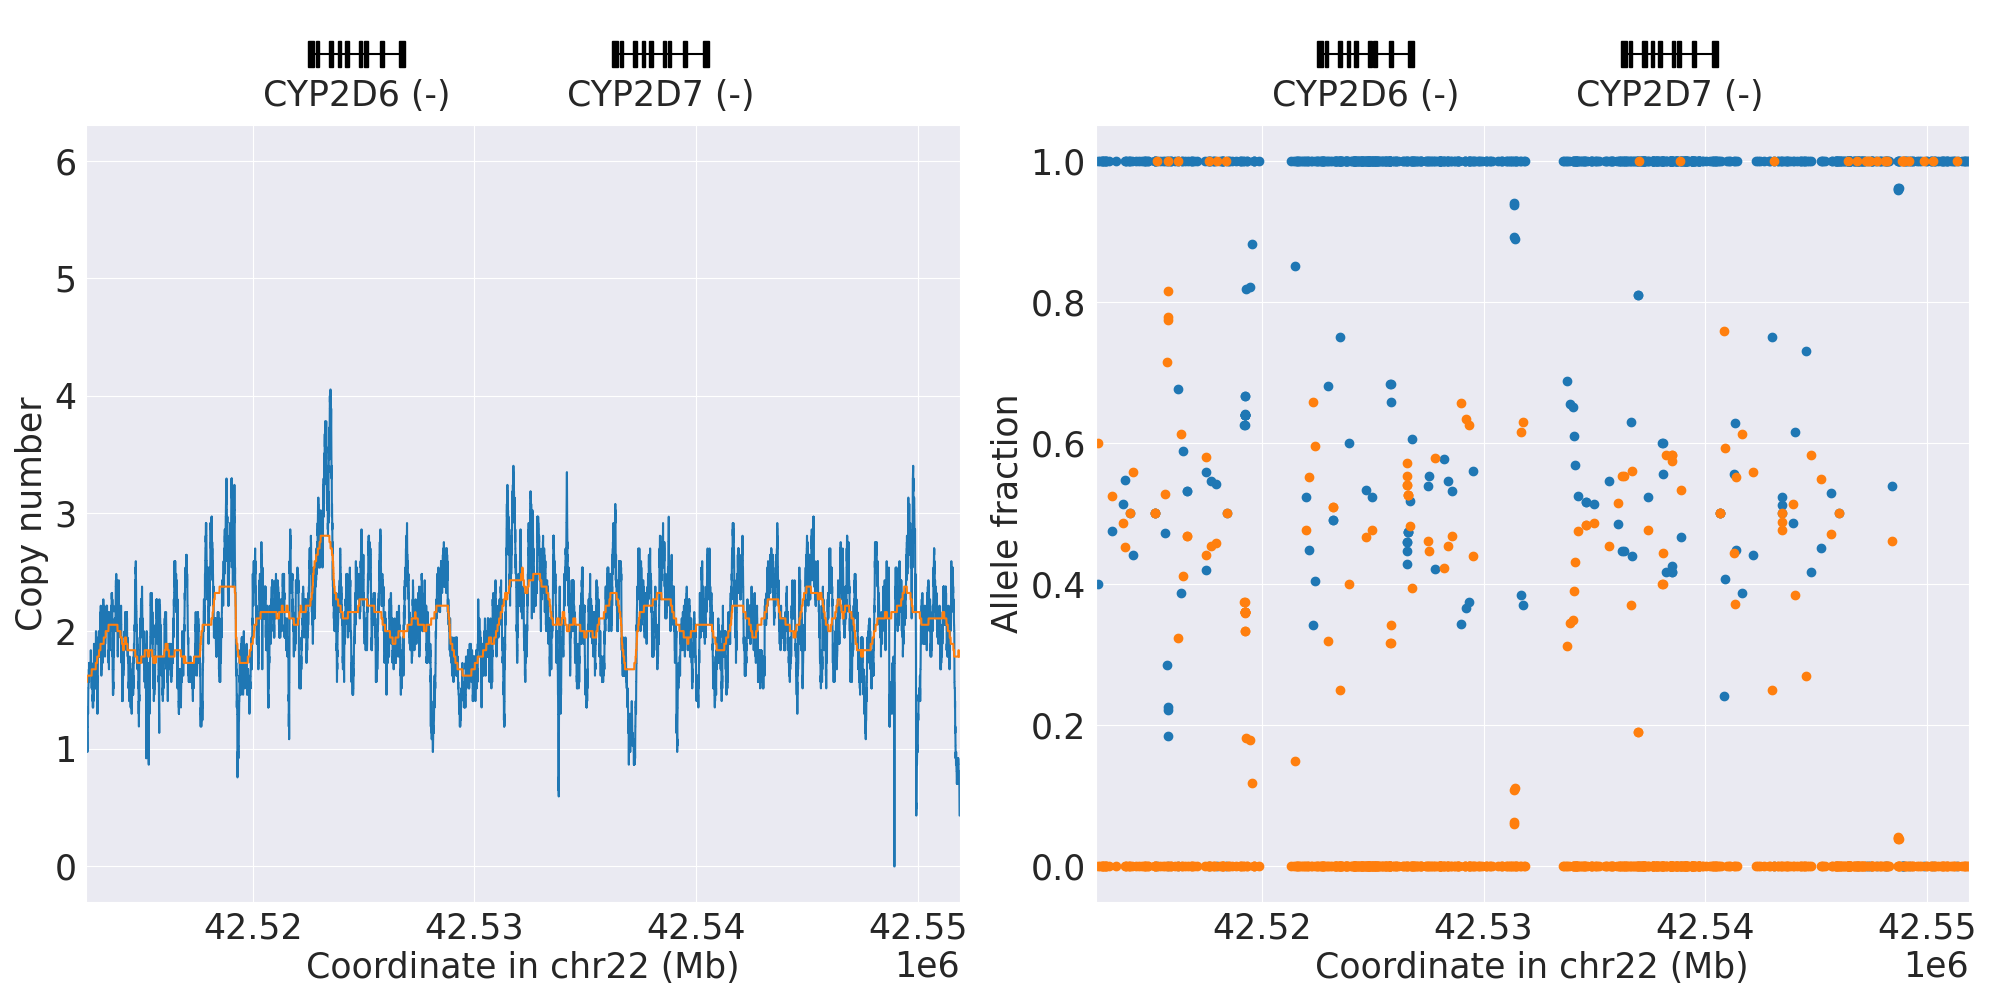 CYP2D6 (-) CYP2D7 (-)
6
5
4
3
2
1
0
Copy number
42.52 42.53 42.54 42.55
Coordinate in chr22 (Mb)
1e6
CYP2D6 (-) CYP2D7 (-)
1.0
0.8
0.6
0.4
0.2
0.0
Allele fraction
42.52 42.53 42.54 42.55
Coordinate in chr22 (Mb)
1e6